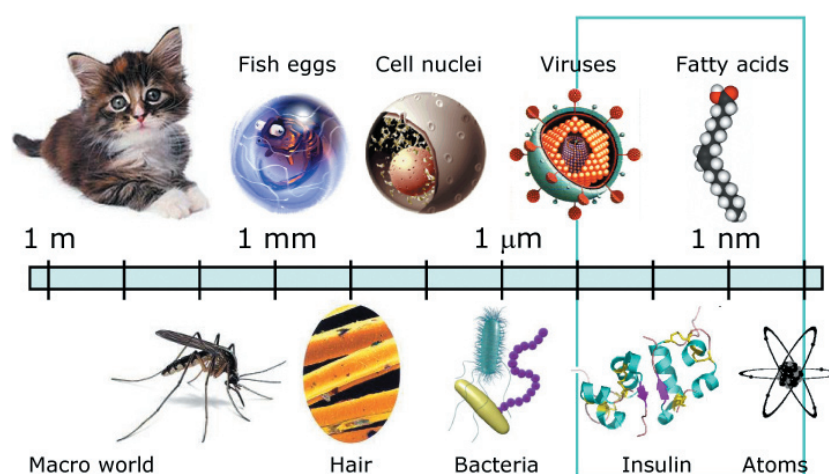 Fish eggs
Cell nuclei
Viruses
Fatty acids
1 m
1 mm
1 μm
1 nm
Macro world
Hair
Bacteria
Insulin
Atoms